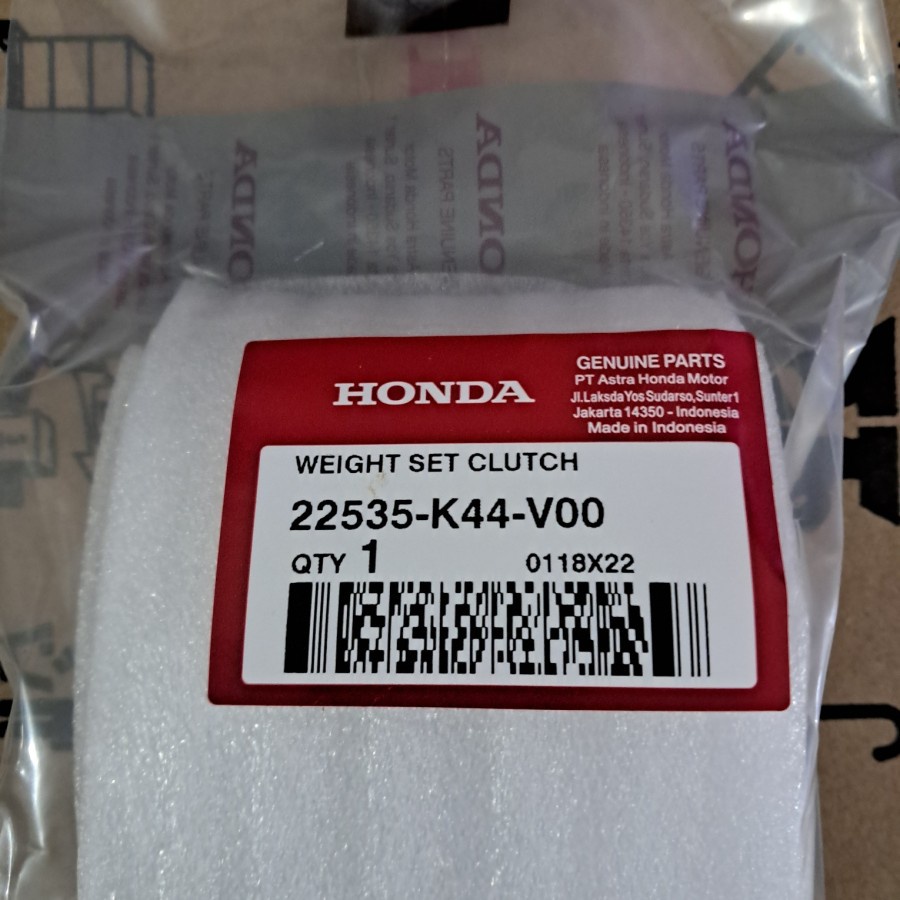 HONDA
GENUINE PARTS
PT Astra Honda Motor
Jl.Laksda Yos Sudarso,Sunter1
Jakarta 14350 - Indonesia
Made in Indonesia
WEIGHT SET CLUTCH
22535-K44-V00
QTY 1 0118X22